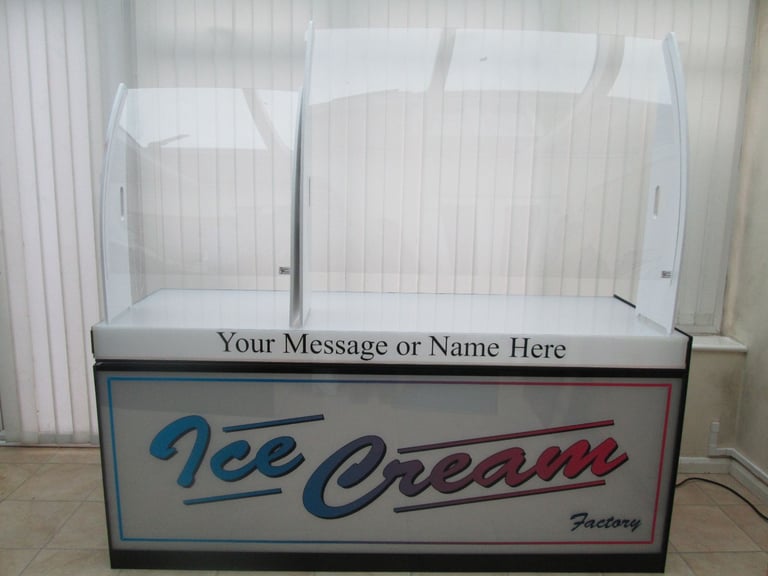 Your Message or Name Here
Ice Cream
Factory